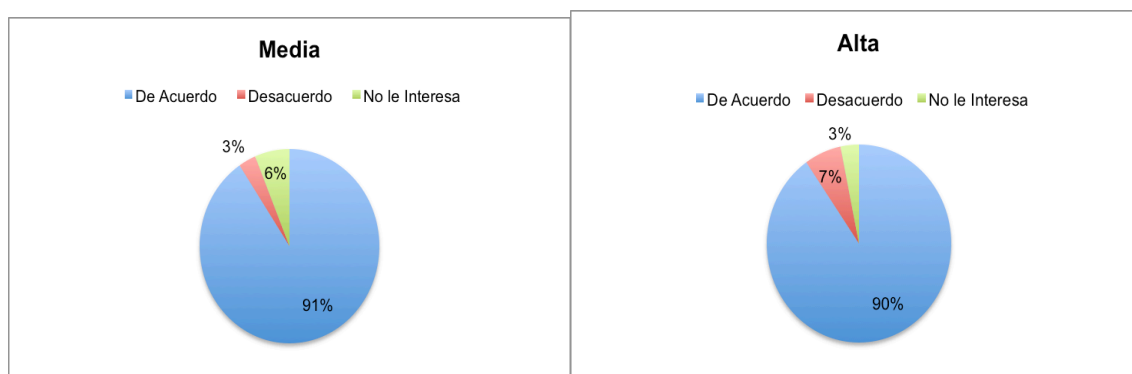 Media
De Acuerdo Desacuerdo No le Interesa
3%
6%
91%
Alta
De Acuerdo Desacuerdo No le Interesa
3%
7%
90%